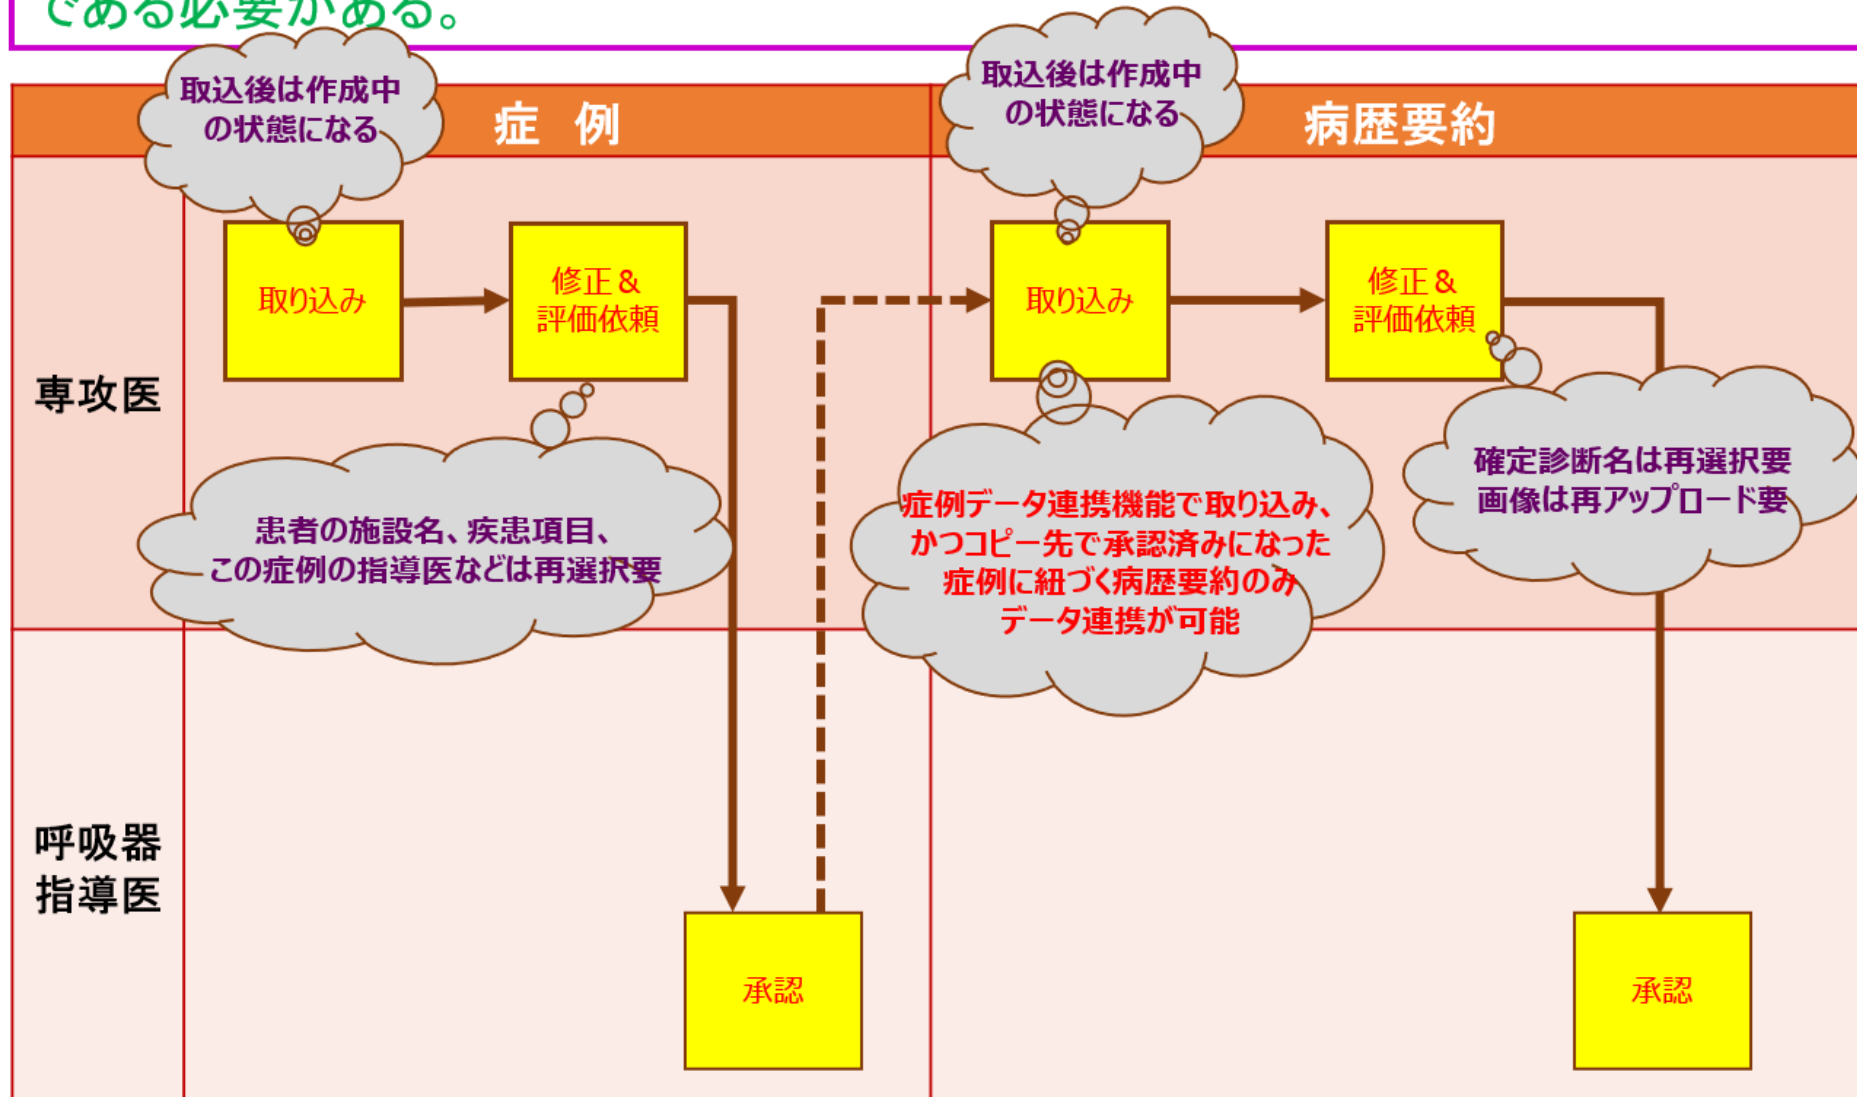 である必要がある。
取込後は作成中
の状態になる
取込後は作成中
の状態になる
症 例
病歴要約
専攻医
取り込み
修正＆
評価依頼
取り込み
修正＆
評価依頼
患者の施設名、疾患項目、
この症例の指導医などは再選択要
症例データ連携機能で取り込み、
かつコピー先で承認済みになった
症例に紐づく病歴要約のみ
データ連携が可能
確定診断名は再選択要
画像は再アップロード要
呼吸器
指導医
承認
承認